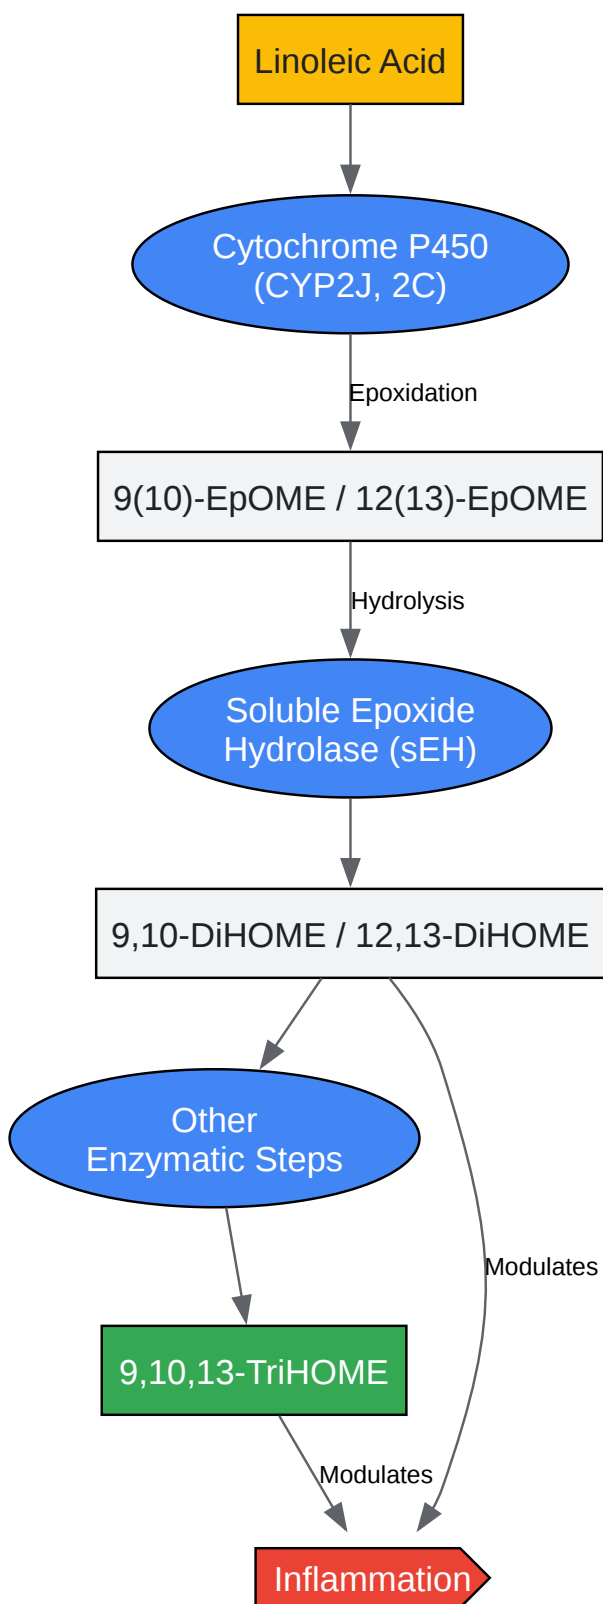 Linoleic Acid
Cytochrome P450
(CYP2J, 2C)
Epoxidation
9(10)-EpOME / 12(13)-EpOME
Hydrolysis
Soluble Epoxide
Hydrolase (sEH)
9,10-DiHOME / 12,13-DiHOME
Other
Enzymatic Steps
Modulates
9,10,13-TriHOME
Modulates
Inflammation